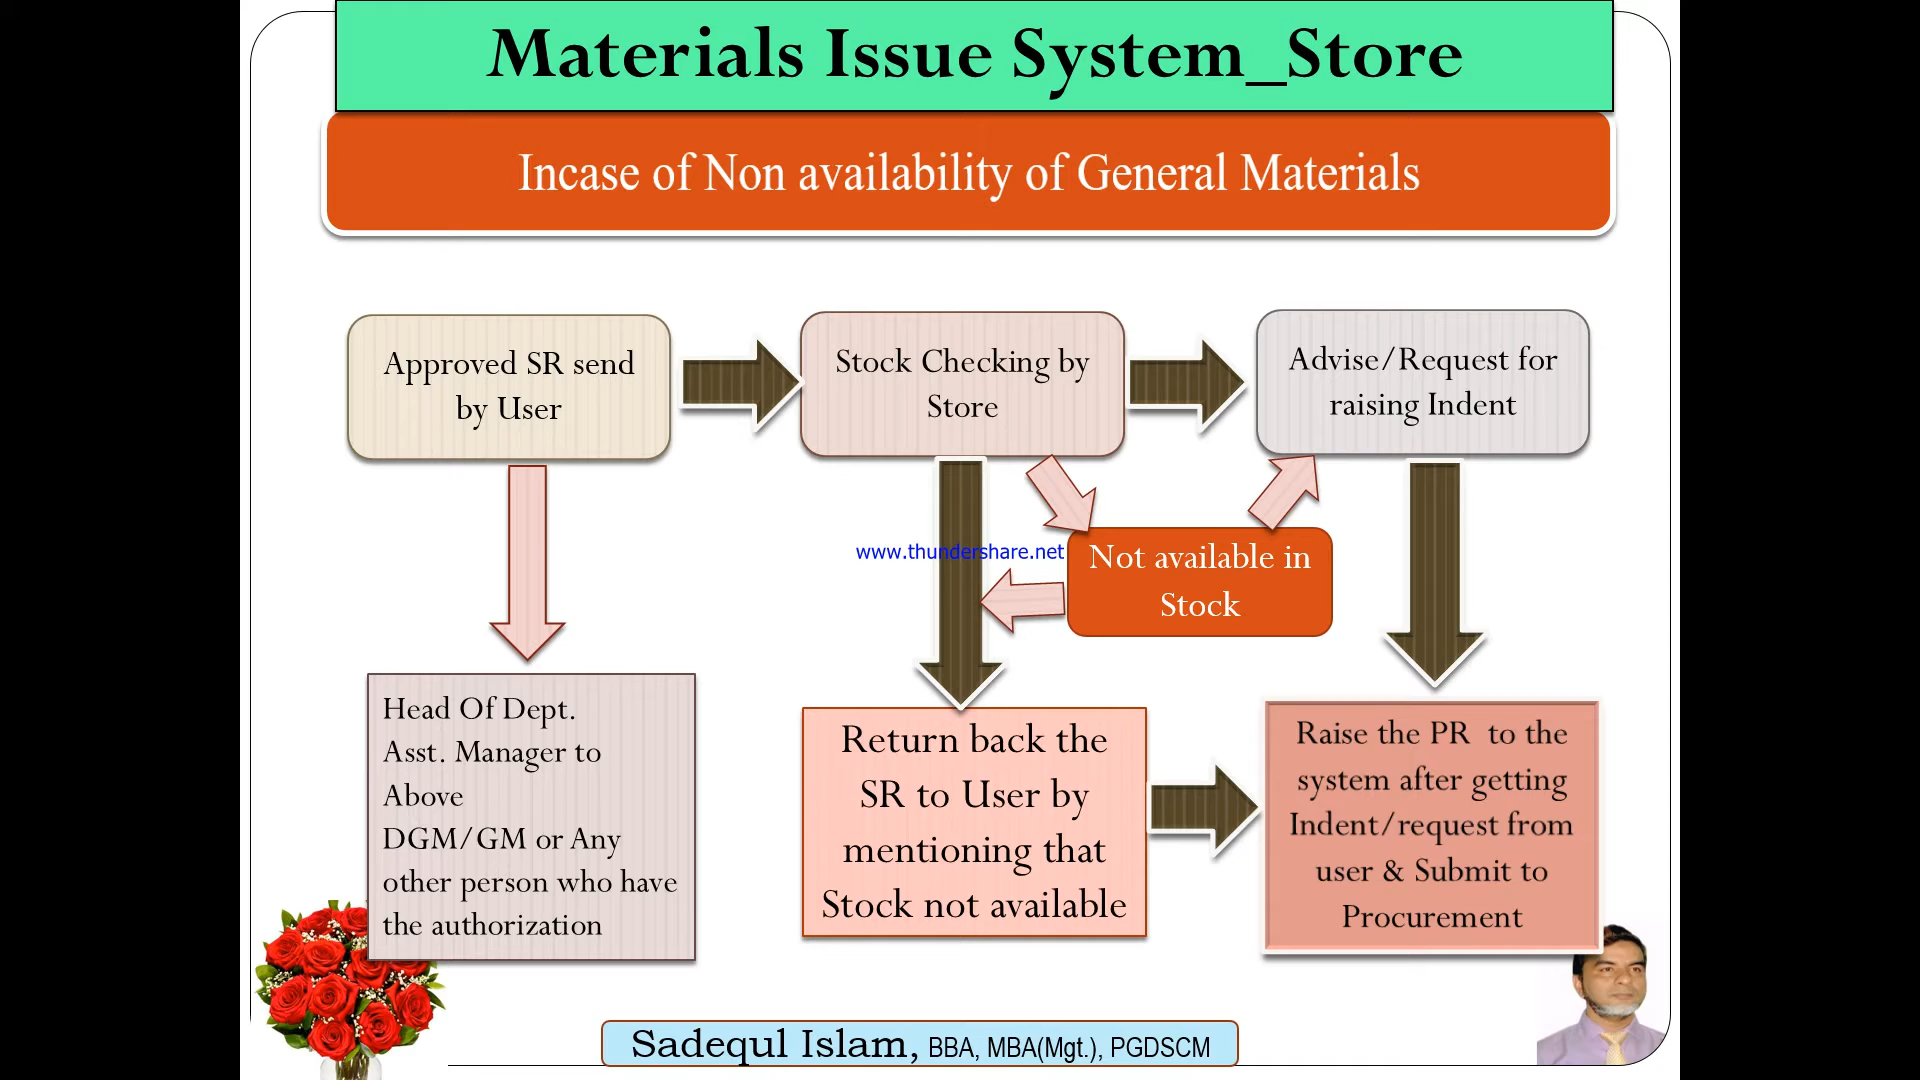 Materials Issue System_Store
Incase of Non availability of General Materials
Approved SR send
by User
Stock Checking by
Store
Advise/Request for
raising Indent
www.thundershare.net
Not available in
Stock
Head Of Dept.
Asst. Manager to
Above
DGM/GM or Any
other person who have
the authorization
Return back the
SR to User by
mentioning that
Stock not available
Raise the PR to the
system after getting
Indent/request from
user & Submit to
Procurement
Sadequl Islam, BBA, MBA(Mgt.), PGDSCM